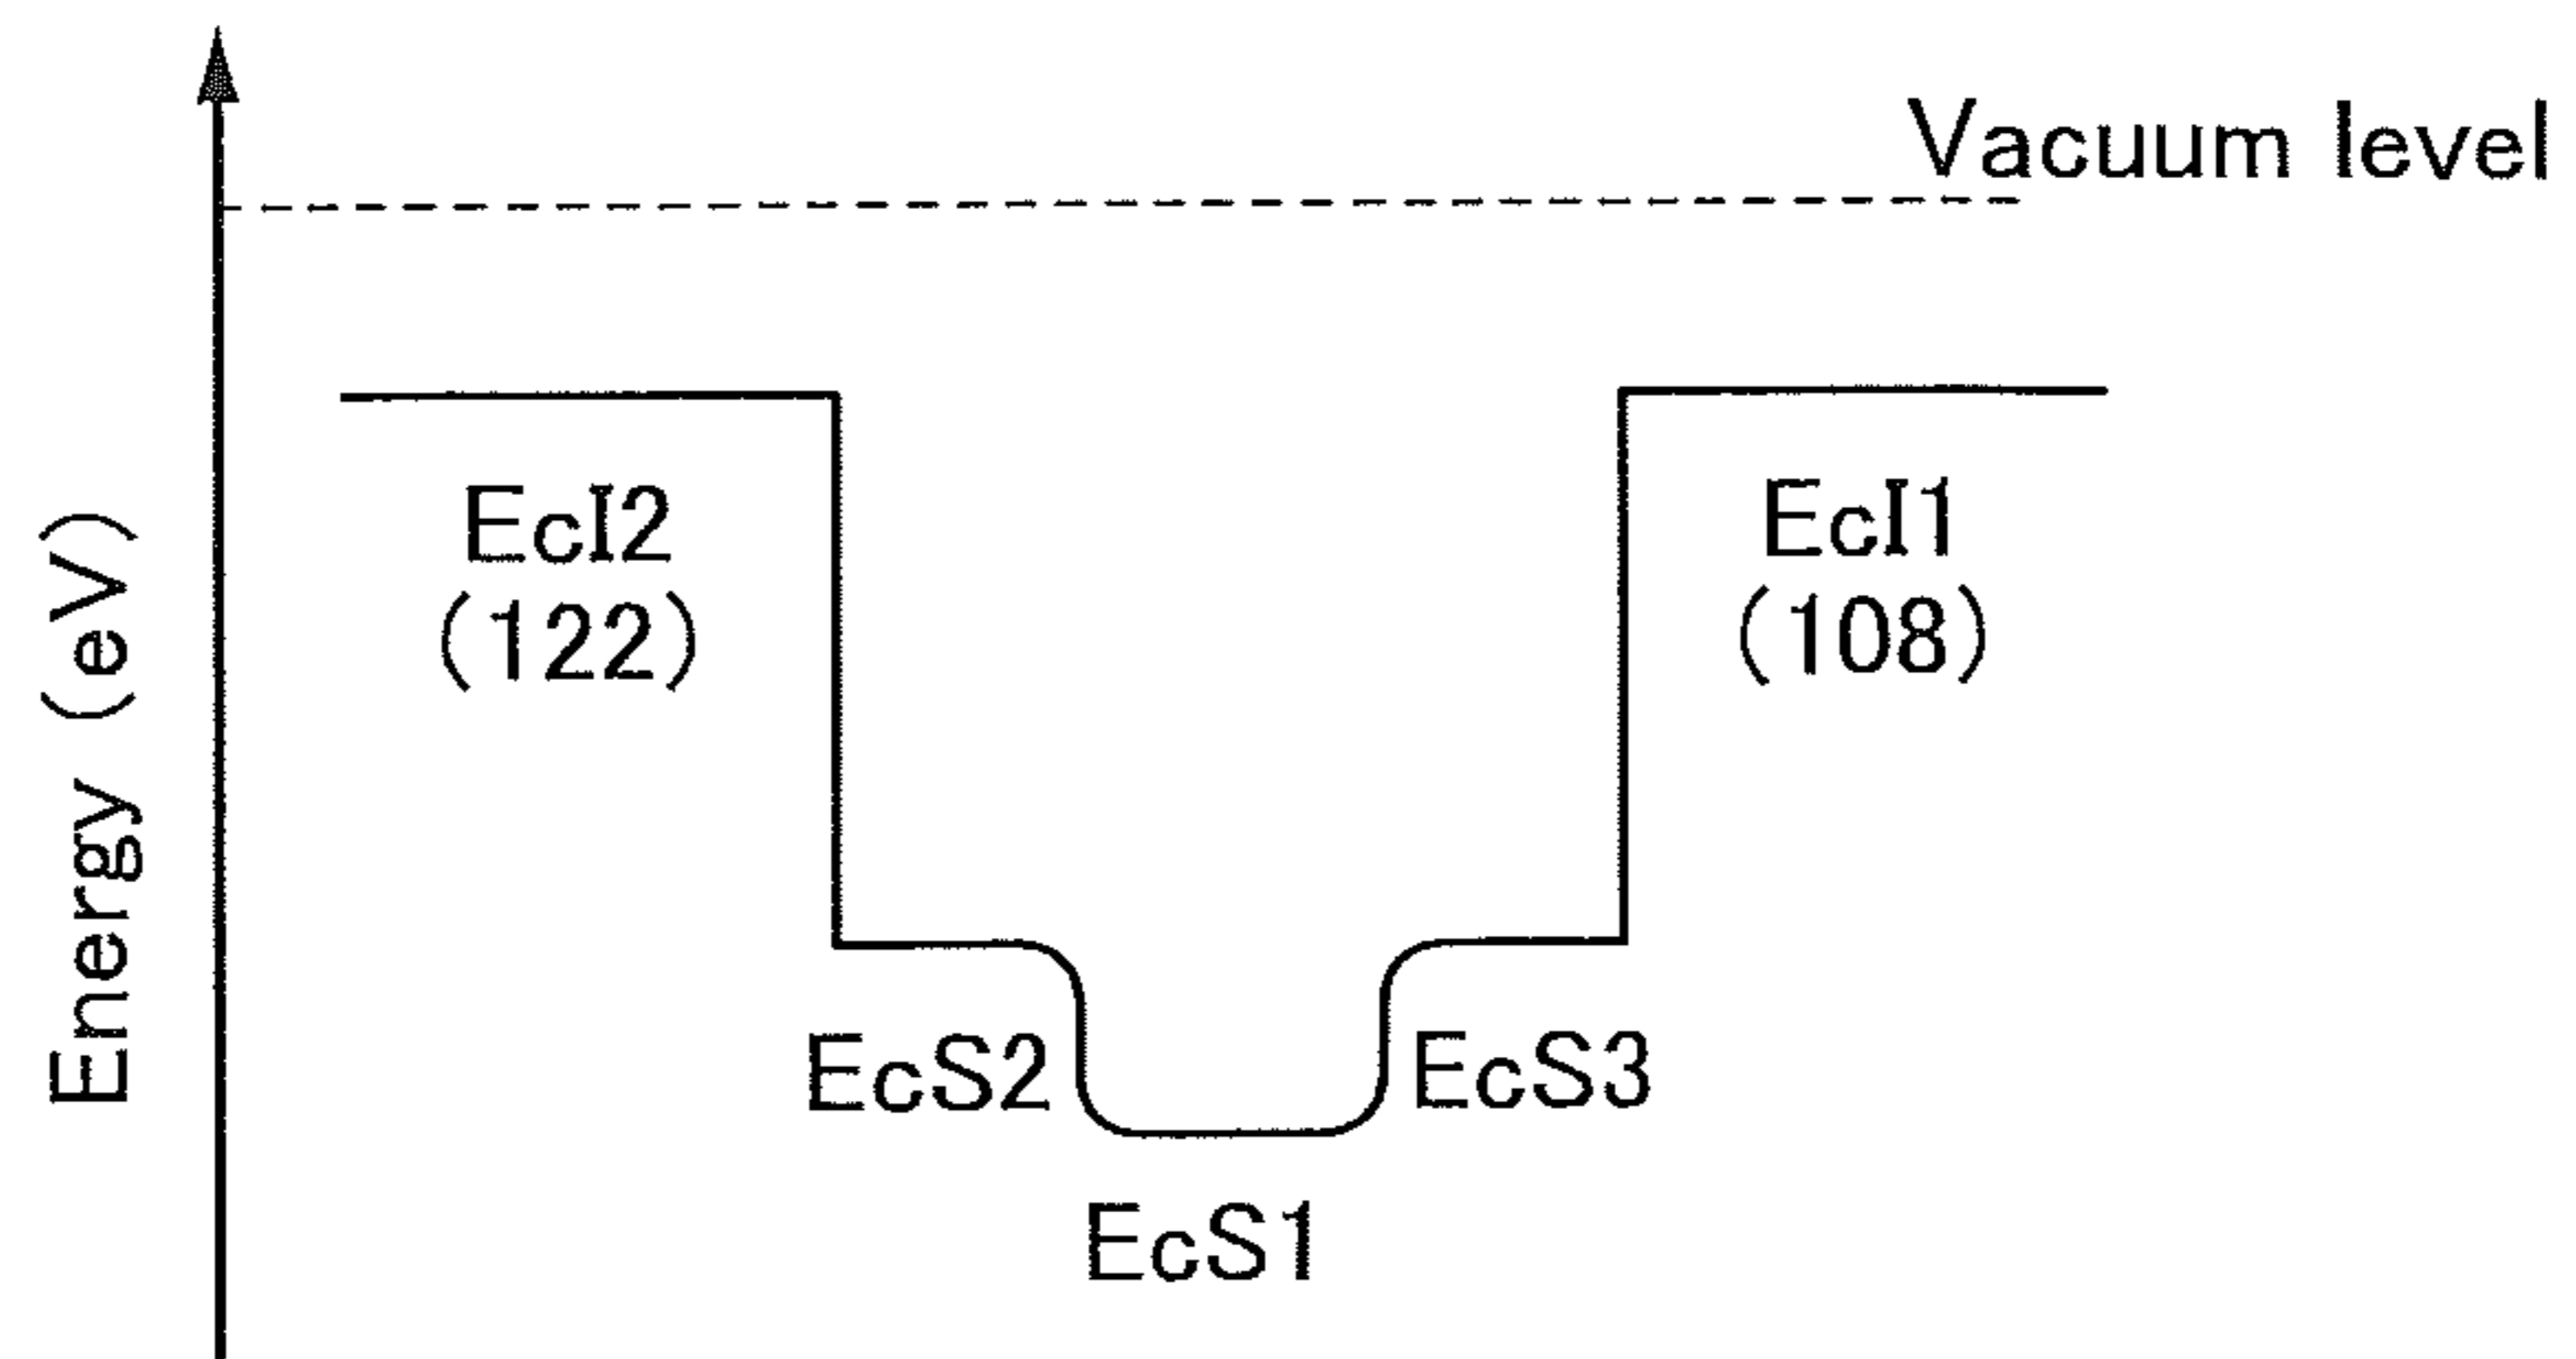 Vacuum level
EcI2
(122)
EcI1
(108)
Energy (eV)
EcS2
EcS3
EcS1